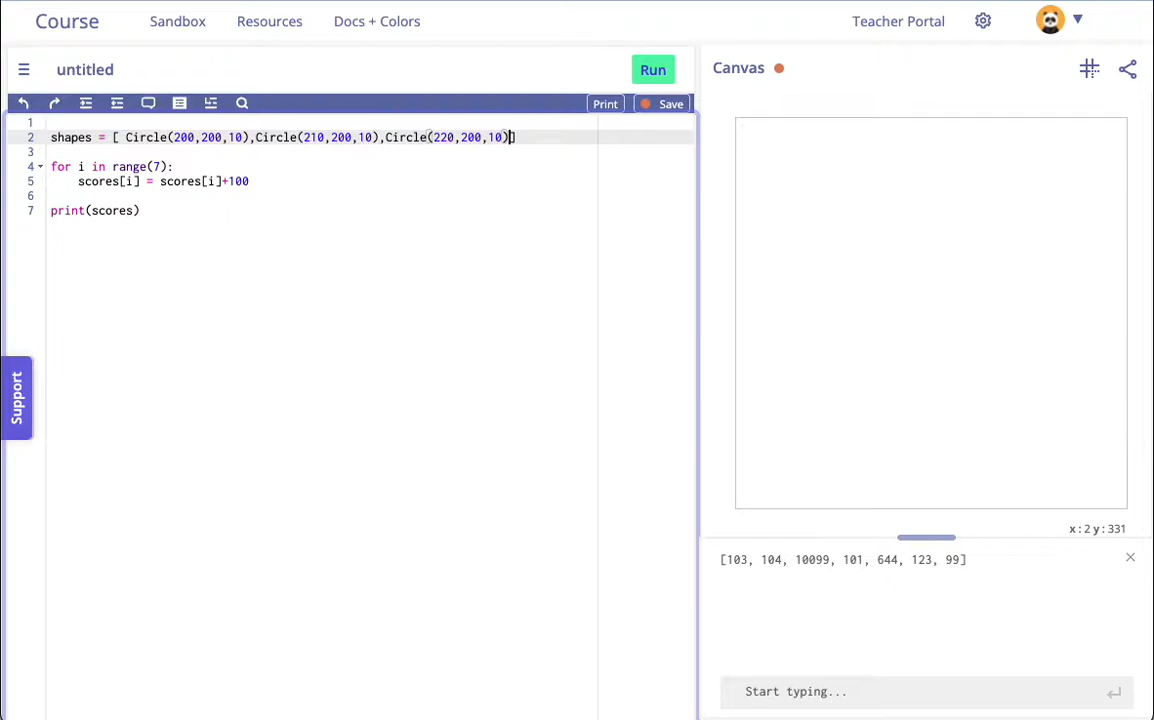 Course Sandbox Resources Docs + Colors Teacher Portal
untitled Run
Print Save
1
2 shapes = [ Circle(200,200,10),Circle(210,200,10),Circle(220,200,10)]
3
4 for i in range(7):
5 scores[i] = scores[i]+100
6
7 print(scores)
Support
Canvas
x:2 y:331
[103, 104, 10099, 101, 644, 123, 99]
Start typing...